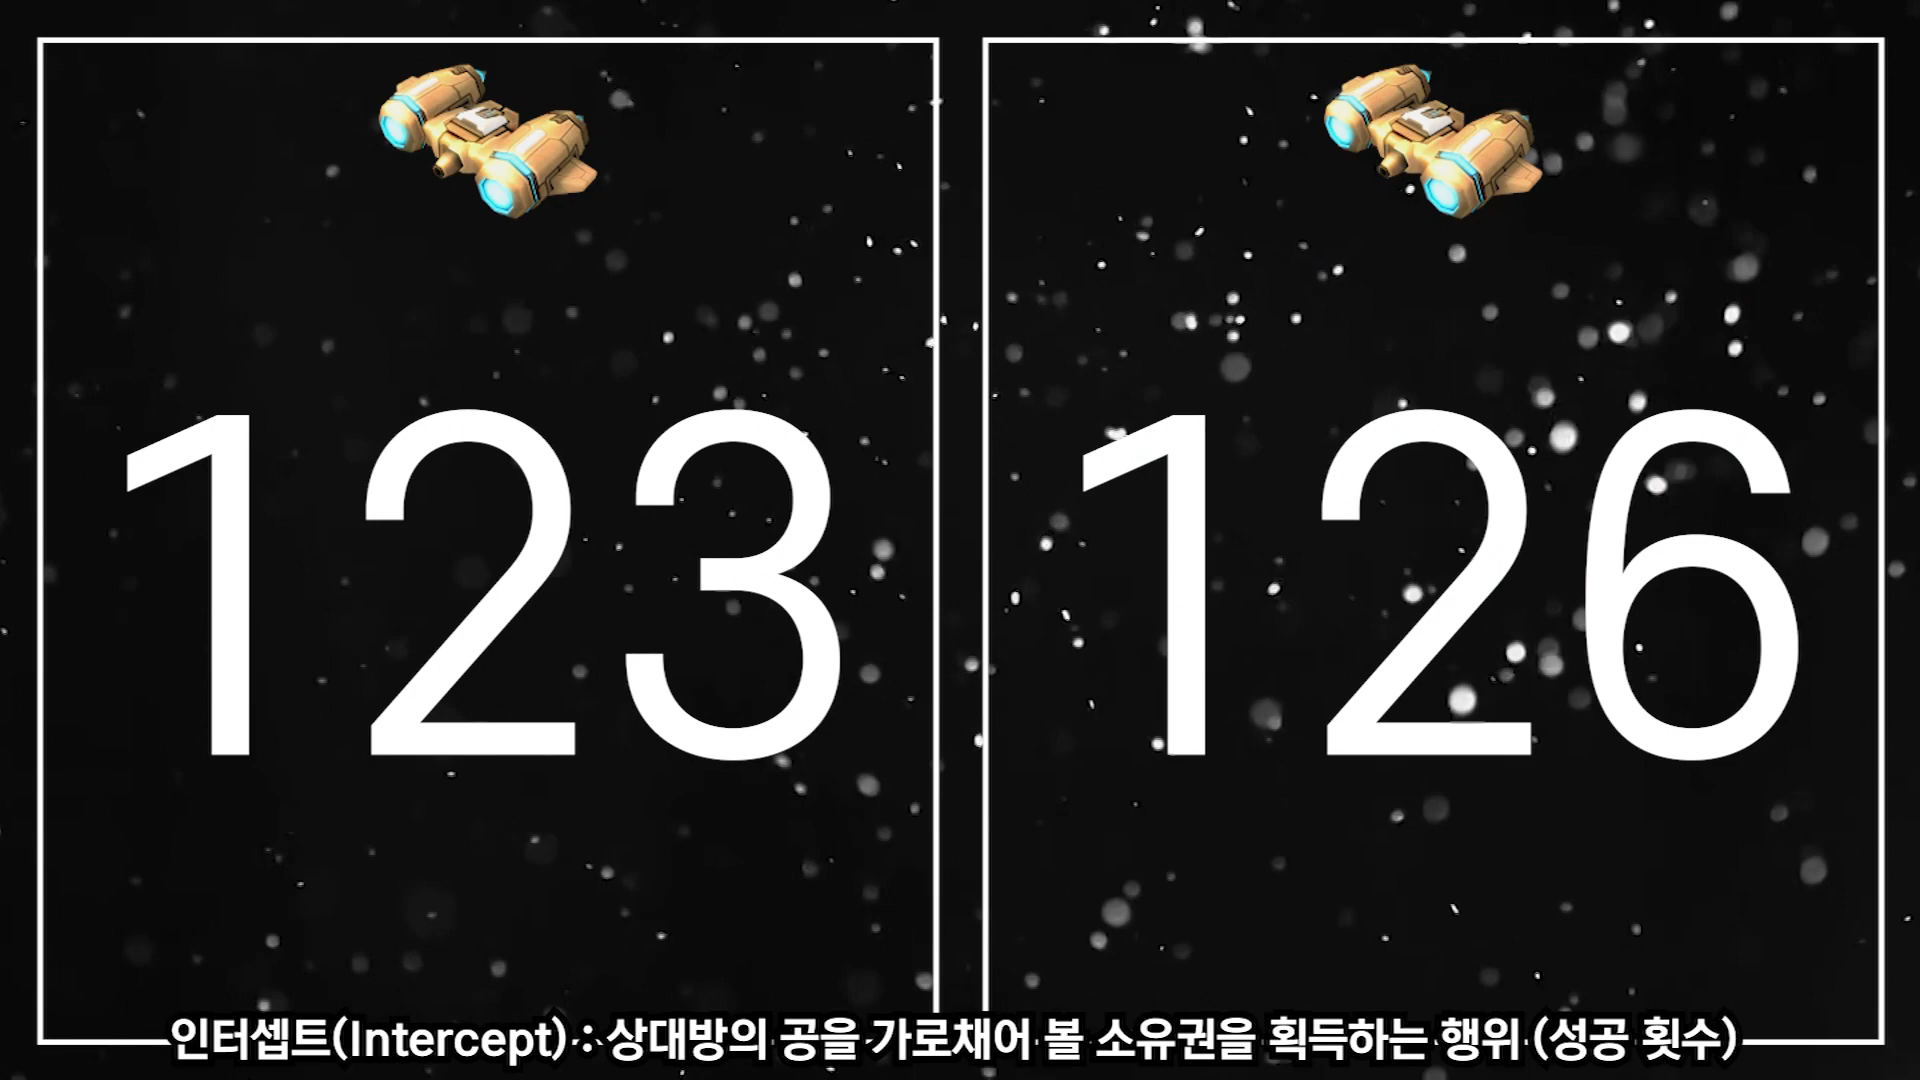 123
126
인터셉트(Intercept) : 상대방의 공을 가로채어 볼 소유권을 획득하는 행위 (성공 횟수)